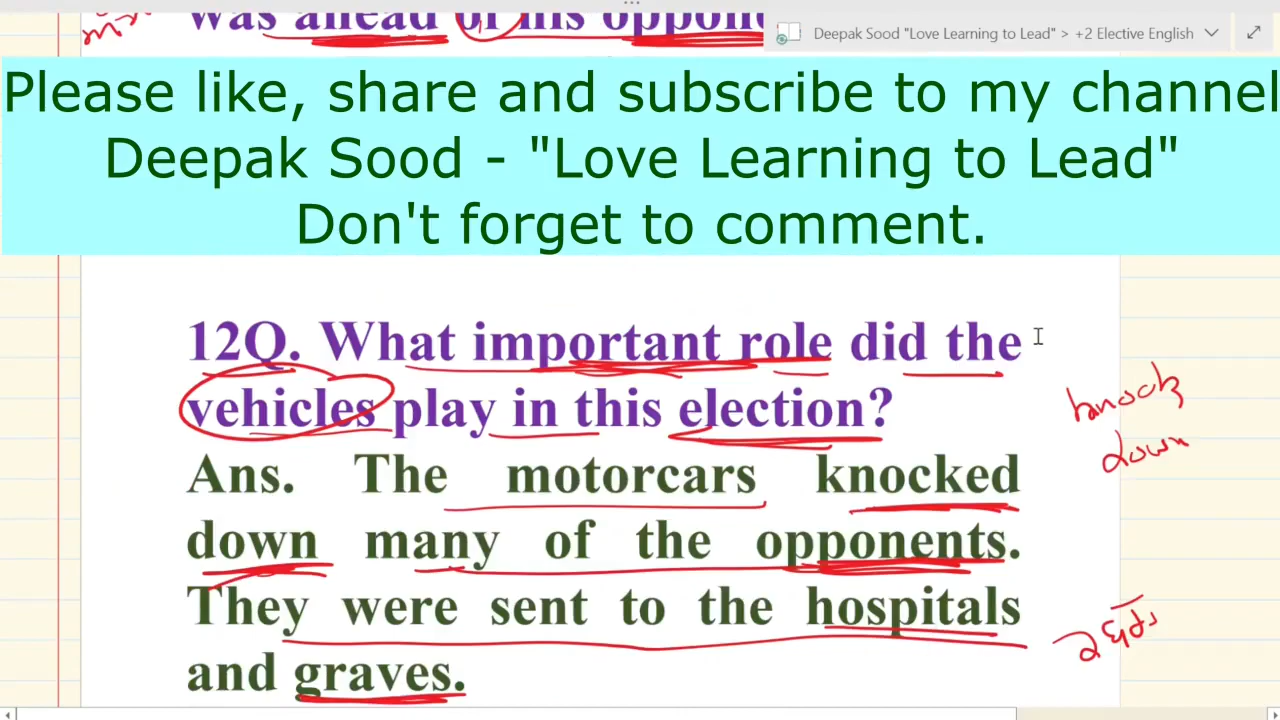 was ahead of his oppone
Deepak Sood "Love Learning to Lead" > +2 Elective English
Please like, share and subscribe to my channel
Deepak Sood - "Love Learning to Lead"
Don't forget to comment.
12Q. What important role did the
vehicles play in this election?
Ans. The motorcars knocked
down many of the opponents.
They were sent to the hospitals
and graves.
knock
down